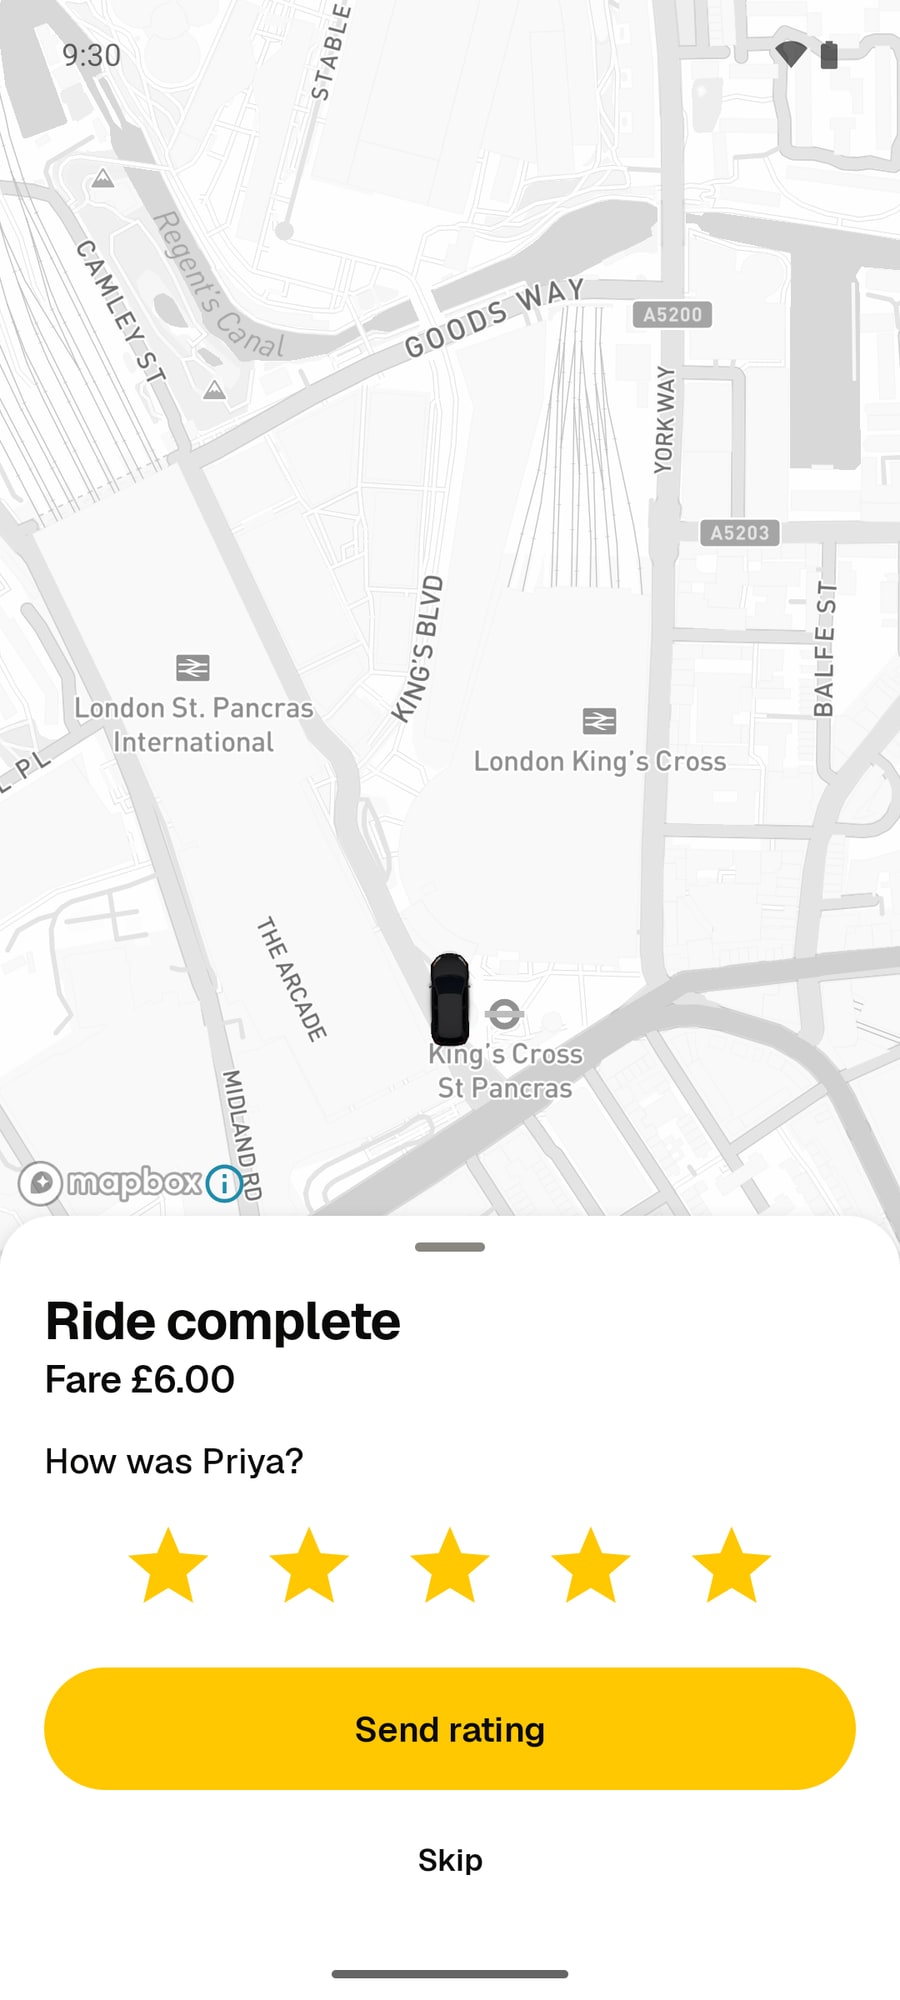 9:30
STABLE
Regent's Canal
CAMLEY ST
GOODS WAY
A5200
YORK WAY
A5203
KING'S BLVD
BALFE ST
London St. Pancras
International
London King's Cross
L PL
THE ARCADE
King's Cross
St Pancras
MIDLAND RD
mapbox
Ride complete
Fare £6.00
How was Priya?
Send rating
Skip